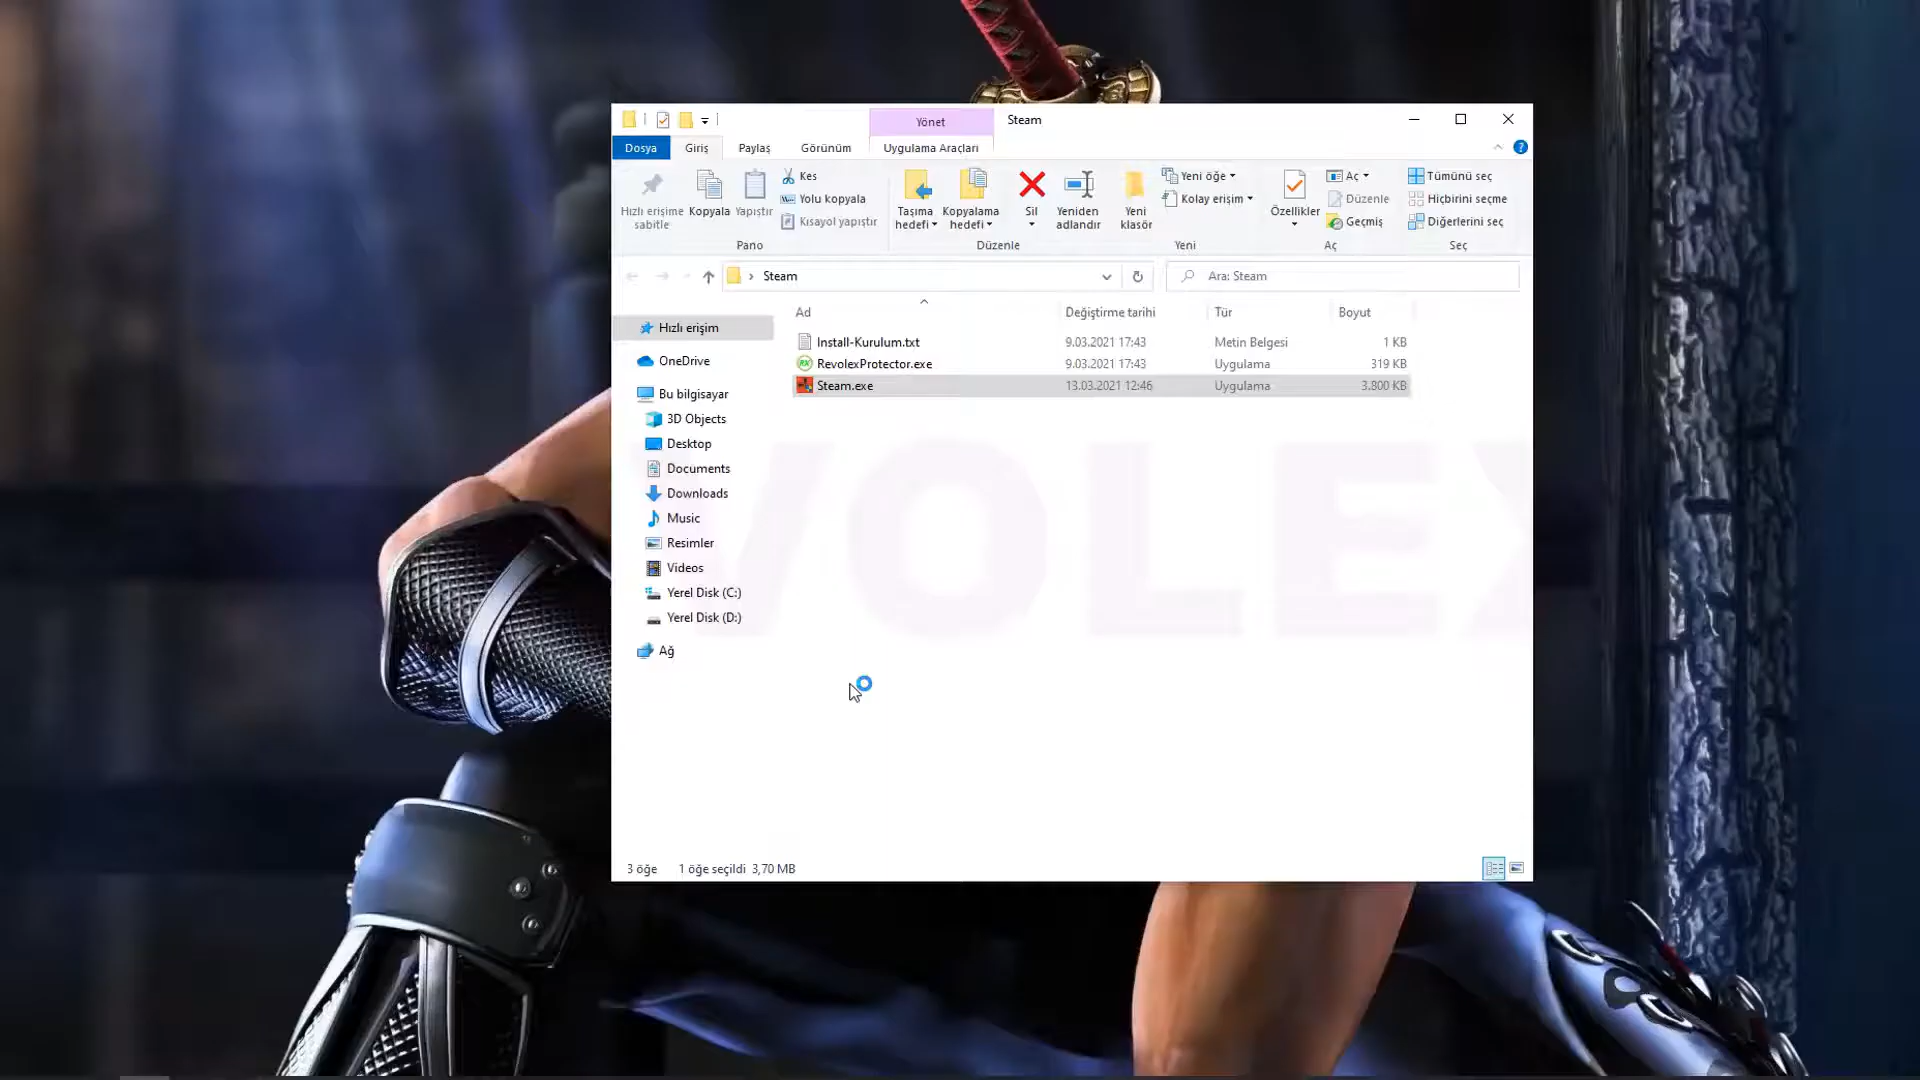 Yönet
Steam
Dosya
Giriş
Paylaş
Görünüm
Uygulama Araçları
Hızlı erişime sabitle
Kopyala
Yapıştır
Kes
Yolu kopyala
Kısayol yapıştır
Pano
Taşıma hedefi
Kopyalama hedefi
Sil
Yeniden adlandır
Düzenle
Yeni klasör
Yeni öğe
Kolay erişim
Yeni
Özellikler
Aç
Düzenle
Geçmiş
Aç
Tümünü seç
Hiçbirini seçme
Diğerlerini seç
Seç
Steam
Ara: Steam
Ad
Değiştirme tarihi
Tür
Boyut
Install-Kurulum.txt
9.03.2021 17:43
Metin Belgesi
1 KB
RevolexProtector.exe
9.03.2021 17:43
Uygulama
319 KB
Steam.exe
13.03.2021 12:46
Uygulama
3.800 KB
Hızlı erişim
OneDrive
Bu bilgisayar
3D Objects
Desktop
Documents
Downloads
Music
Resimler
Videos
Yerel Disk (C:)
Yerel Disk (D:)
Ağ
VOLEX
3 öğe
1 öğe seçildi 3,70 MB